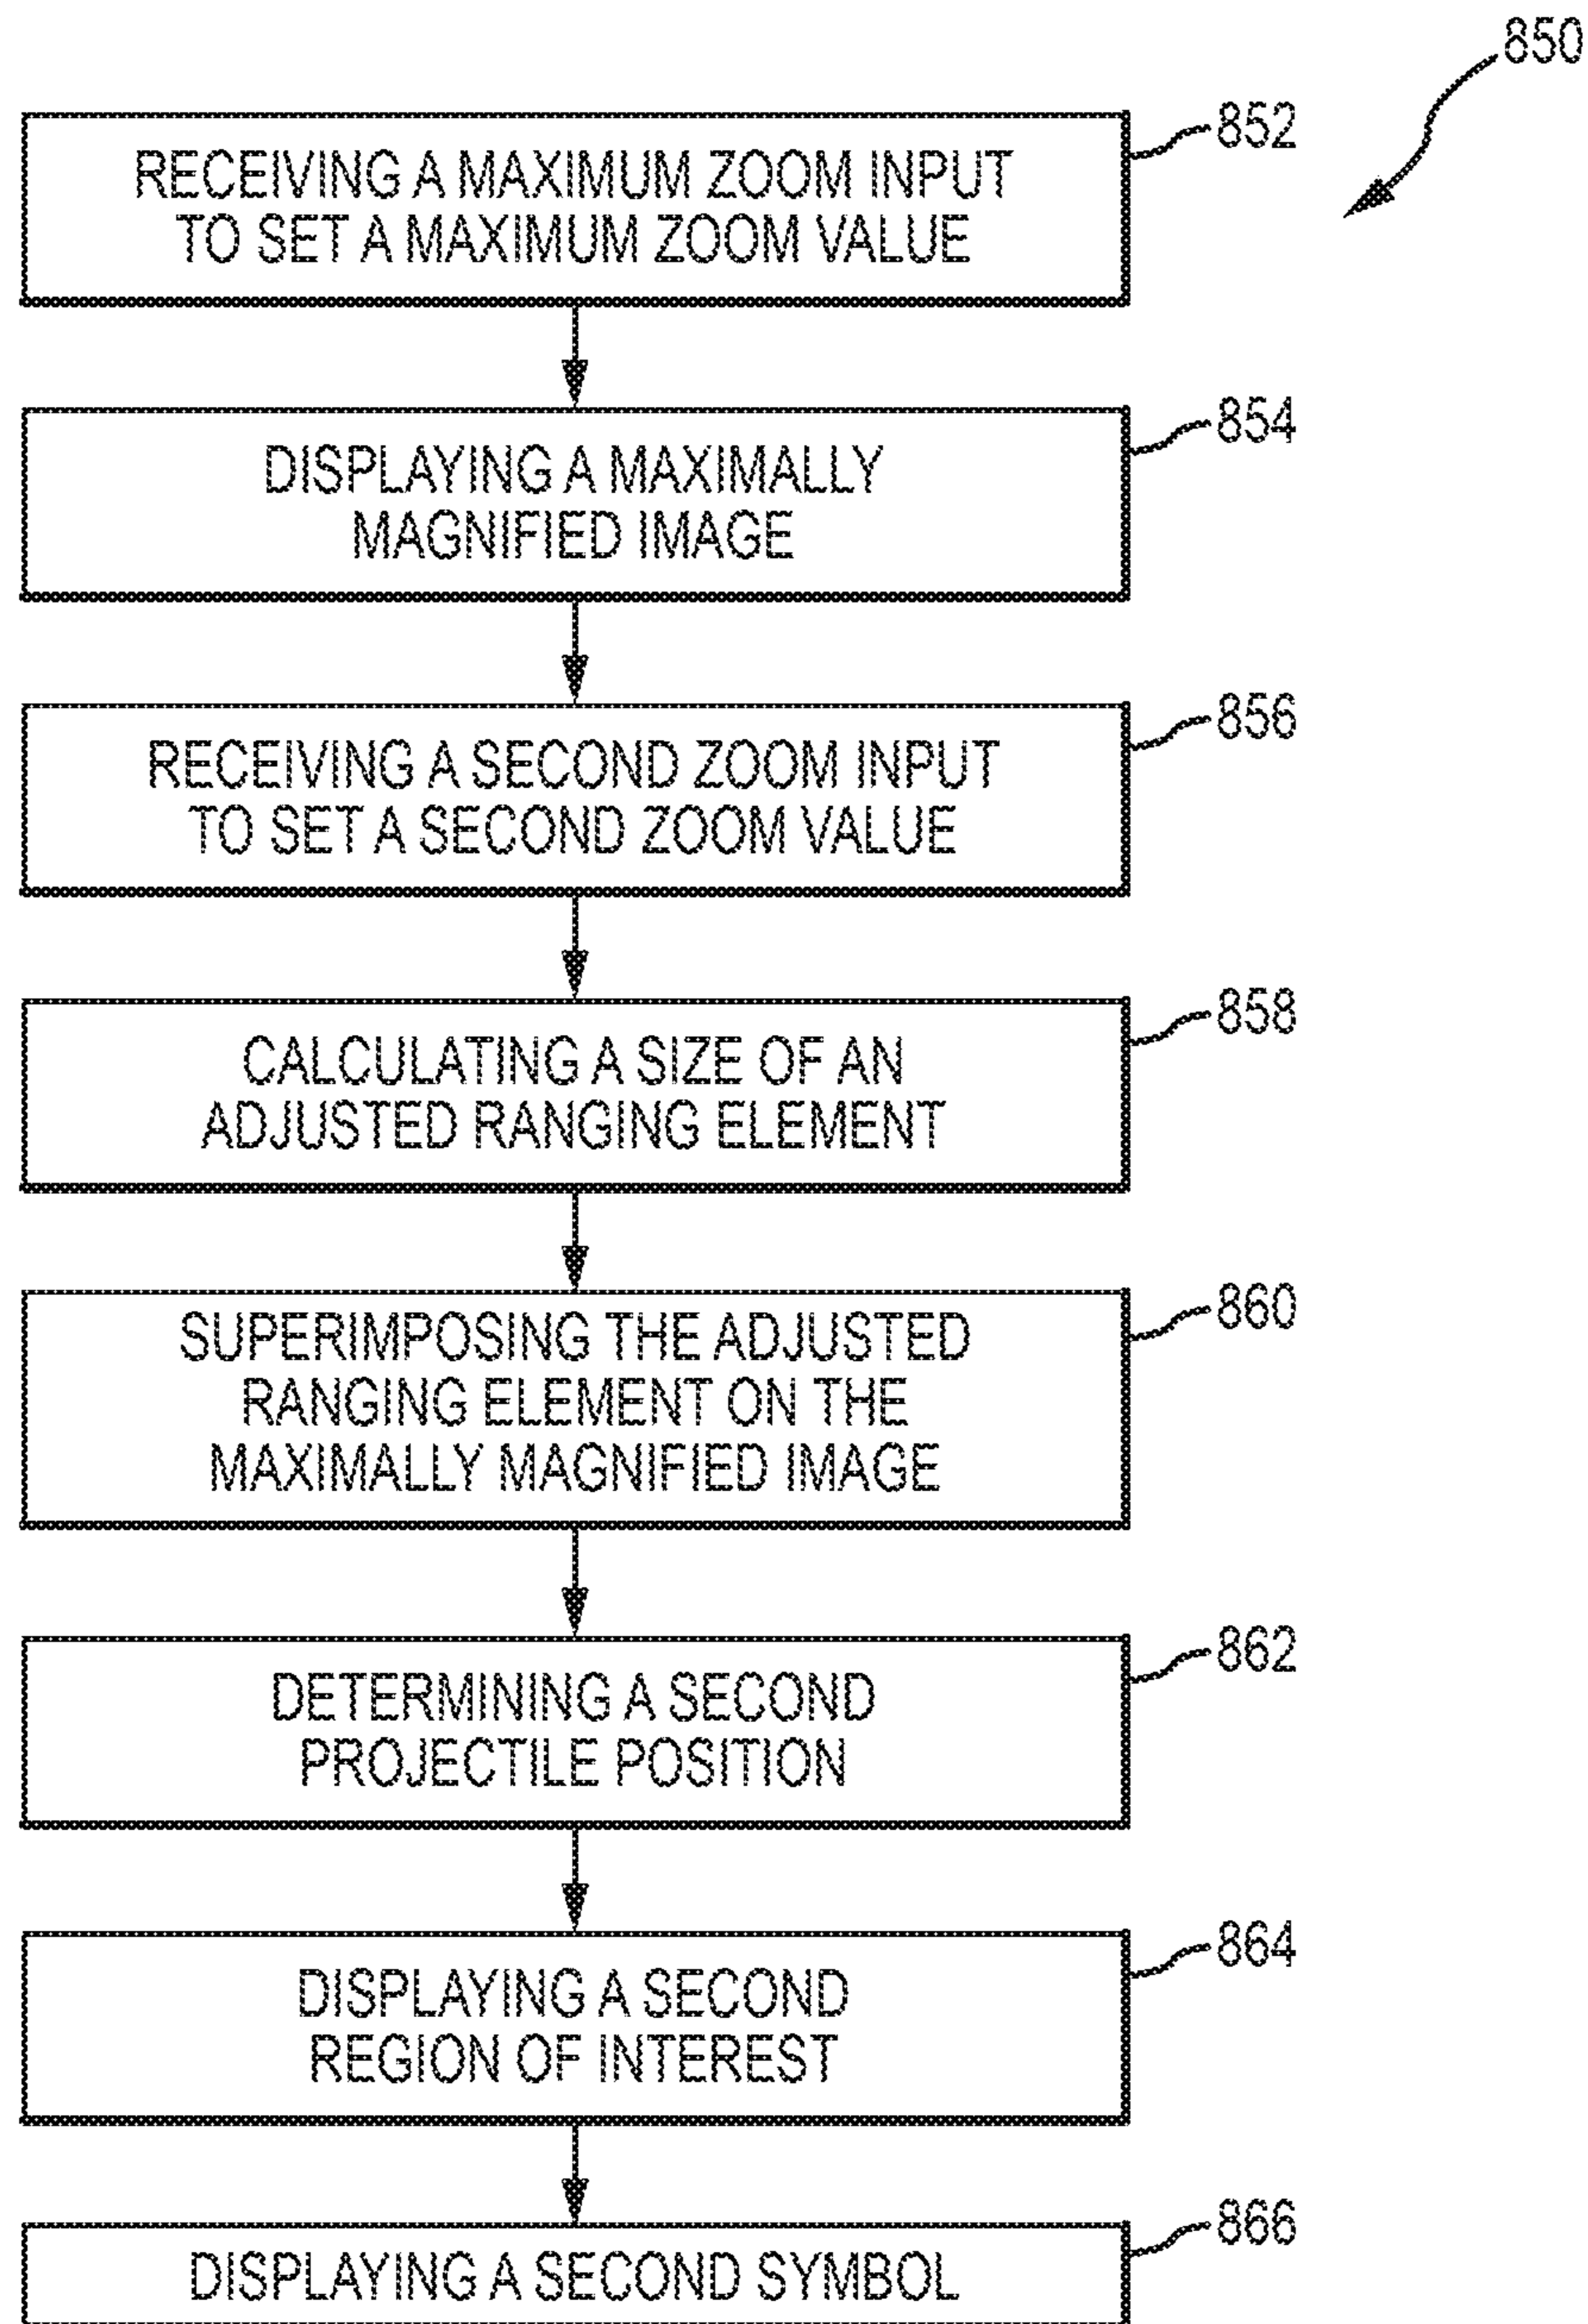 850
852
RECEIVING A MAXIMUM ZOOM INPUT
TO SET A MAXIMUM ZOOM VALUE
854
DISPLAYING A MAXIMALLY
MAGNIFIED IMAGE
856
RECEIVING A SECOND ZOOM INPUT
TO SET A SECOND ZOOM VALUE
858
CALCULATING A SIZE OF AN
ADJUSTED RANGING ELEMENT
860
SUPERIMPOSING THE ADJUSTED
RANGING ELEMENT ON THE
MAXIMALLY MAGNIFIED IMAGE
862
DETERMINING A SECOND
PROJECTILE POSITION
864
DISPLAYING A SECOND
REGION OF INTEREST
866
DISPLAYING A SECOND SYMBOL